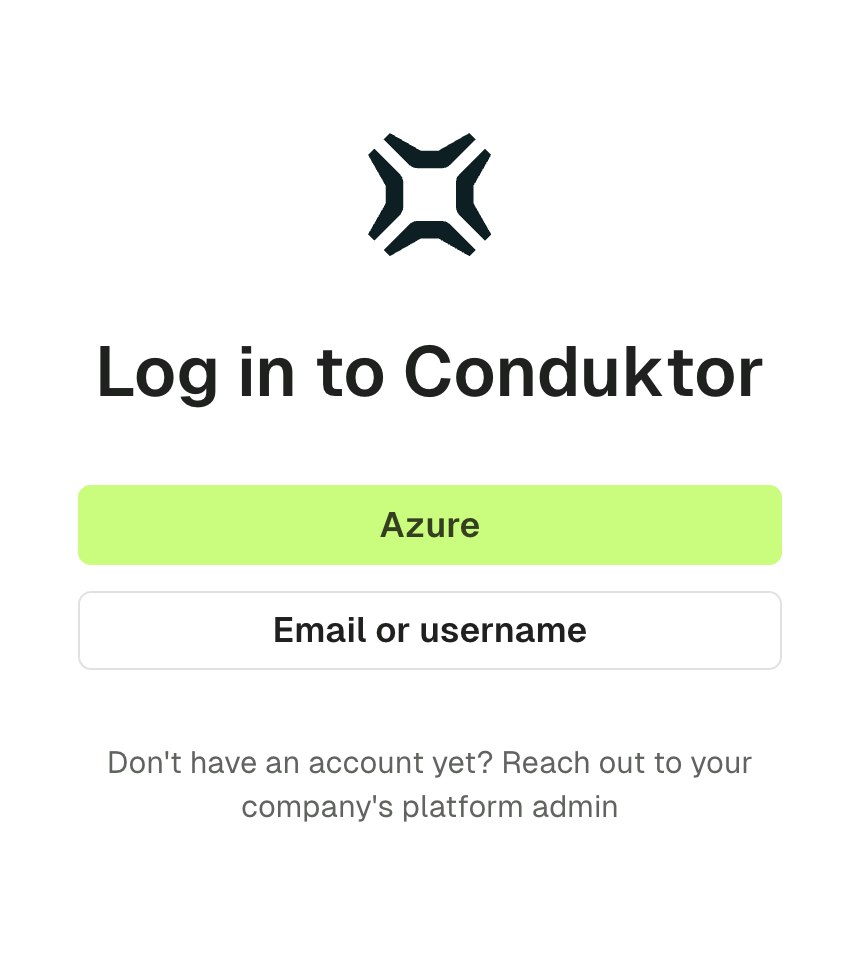 Log in to Conduktor
Azure
Email or username
Don't have an account yet? Reach out to your
company's platform admin